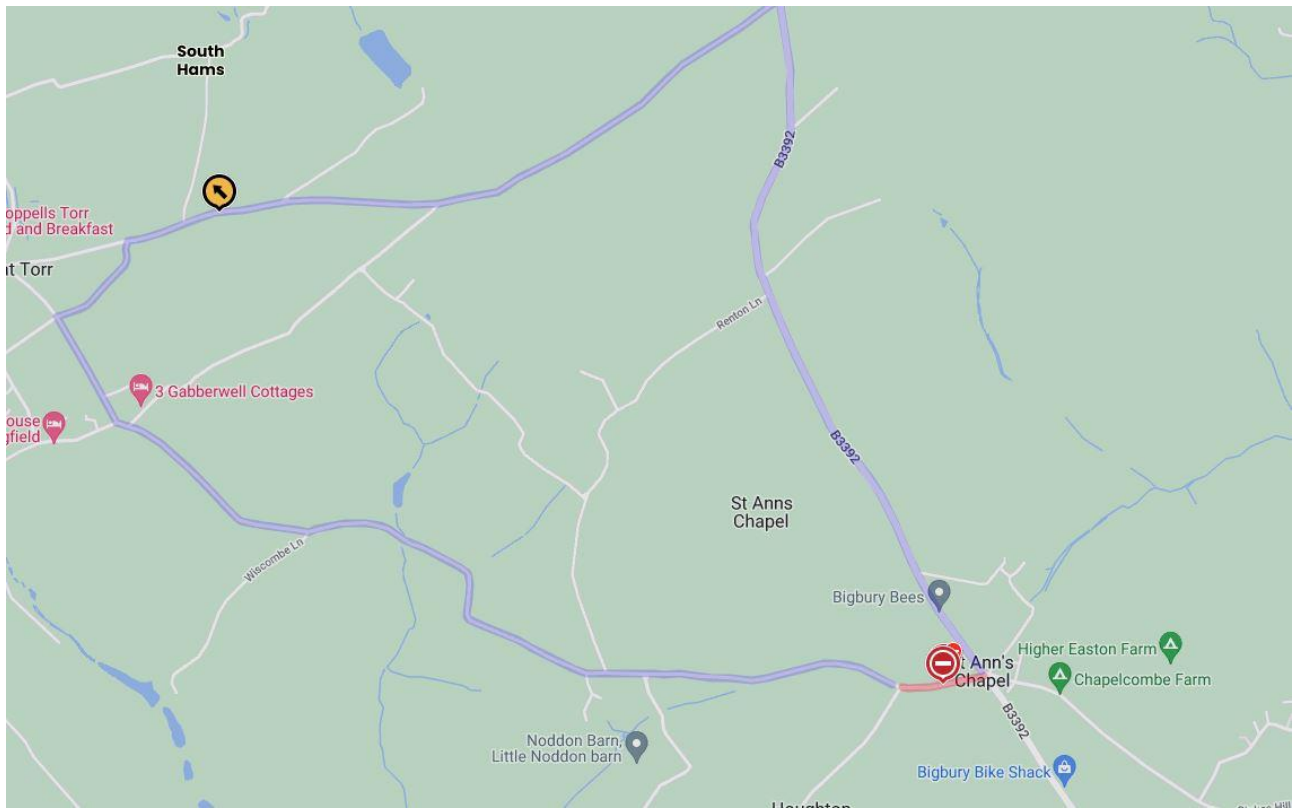 South
Hams
B3392
oppells Torr
d and Breakfast
t Torr
Renton Ln
3 Gabberwell Cottages
ouse
gfield
B3392
St Anns
Chapel
Wiscombe Ln
Bigbury Bees
Higher Easton Farm
t Ann's
Chapel
Chapelcombe Farm
B3392
Noddon Barn,
Little Noddon barn
Bigbury Bike Shack